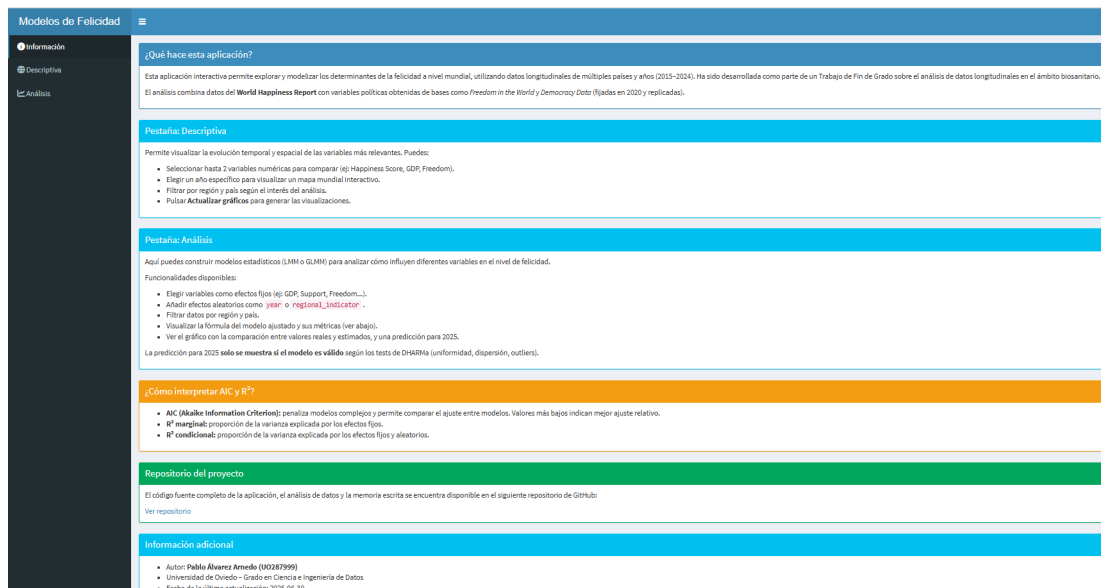 Modelos de Felicidad
Información
Descriptiva
Análisis
¿Qué hace esta aplicación?
Esta aplicación interactiva permite explorar y modelizar los determinantes de la felicidad a nivel mundial, utilizando datos longitudinales de múltiples países y años (2015–2024). Ha sido desarrollada como parte de un Trabajo de Fin de Grado sobre el análisis de datos longitudinales en el ámbito biosanitario.
El análisis combina datos del World Happiness Report con variables políticas obtenidas de bases como Freedom in the World y Democracy Data (fijadas en 2020 y replicadas).
Pestaña: Descriptiva
Permite visualizar la evolución temporal y espacial de las variables más relevantes. Puedes:
• Seleccionar hasta 2 variables numéricas para comparar (ej: Happiness Score, GDP, Freedom).
• Elegir un año específico para visualizar un mapa mundial interactivo.
• Filtrar por región y país según el interés del análisis.
• Pulsar Actualizar gráficos para generar las visualizaciones.
Pestaña: Análisis
Aquí puedes construir modelos estadísticos (LMM o GLMM) para analizar cómo influyen diferentes variables en el nivel de felicidad.
Funcionalidades disponibles:
• Elegir variables como efectos fijos (ej: GDP, Support, Freedom...).
• Añadir efectos aleatorios como year o regional_indicator .
• Filtrar datos por región y país.
• Visualizar la fórmula del modelo ajustado y sus métricas (ver abajo).
• Ver el gráfico con la comparación entre valores reales y estimados, y una predicción para 2025.
La predicción para 2025 solo se muestra si el modelo es válido según los tests de DHARMa (uniformidad, dispersión, outliers).
¿Cómo interpretar AIC y R²?
• AIC (Akaike Information Criterion): penaliza modelos complejos y permite comparar el ajuste entre modelos. Valores más bajos indican mejor ajuste relativo.
• R² marginal: proporción de la varianza explicada por los efectos fijos.
• R² condicional: proporción de la varianza explicada por los efectos fijos y aleatorios.
Repositorio del proyecto
El código fuente completo de la aplicación, el análisis de datos y la memoria escrita se encuentra disponible en el siguiente repositorio de GitHub:
Ver repositorio
Información adicional
• Autor: Pablo Álvarez Arnedo (UO287999)
• Universidad de Oviedo – Grado en Ciencia e Ingeniería de Datos
• Fecha de la última actualización: 2025-06-30